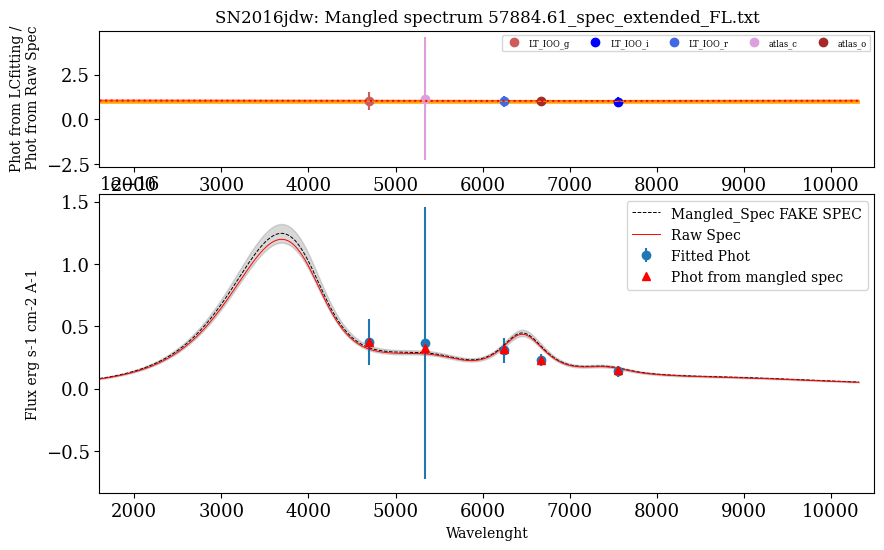 SN2016jdw: Mangled spectrum 57884.61_spec_extended_FL.txt
Phot from LCfitting /
Phot from Raw Spec
2.5
0.0
−2.5
LT_IOO_g
LT_IOO_i
LT_IOO_r
atlas_c
atlas_o
2000 3000 4000 5000 6000 7000 8000 9000 10000
1e−16
Flux erg s-1 cm-2 A-1
1.5
1.0
0.5
0.0
−0.5
Mangled_Spec FAKE SPEC
Raw Spec
Fitted Phot
Phot from mangled spec
2000 3000 4000 5000 6000 7000 8000 9000 10000
Wavelenght